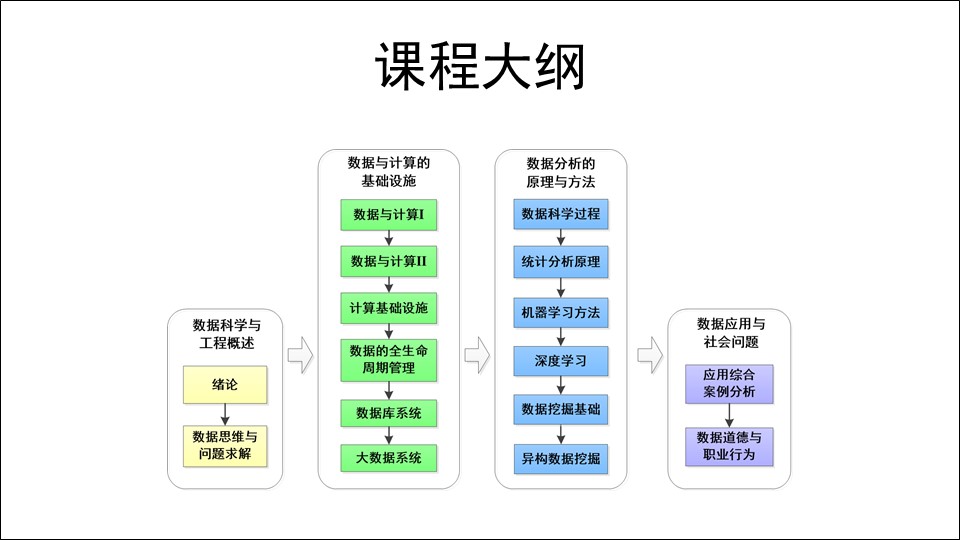 课程大纲
数据科学与
工程概述
绪论
数据思维与
问题求解
数据与计算的
基础设施
数据与计算I
数据与计算II
计算基础设施
数据的全生命
周期管理
数据库系统
大数据系统
数据分析的
原理与方法
数据科学过程
统计分析原理
机器学习方法
深度学习
数据挖掘基础
异构数据挖掘
数据应用与
社会问题
应用综合
案例分析
数据道德与
职业行为